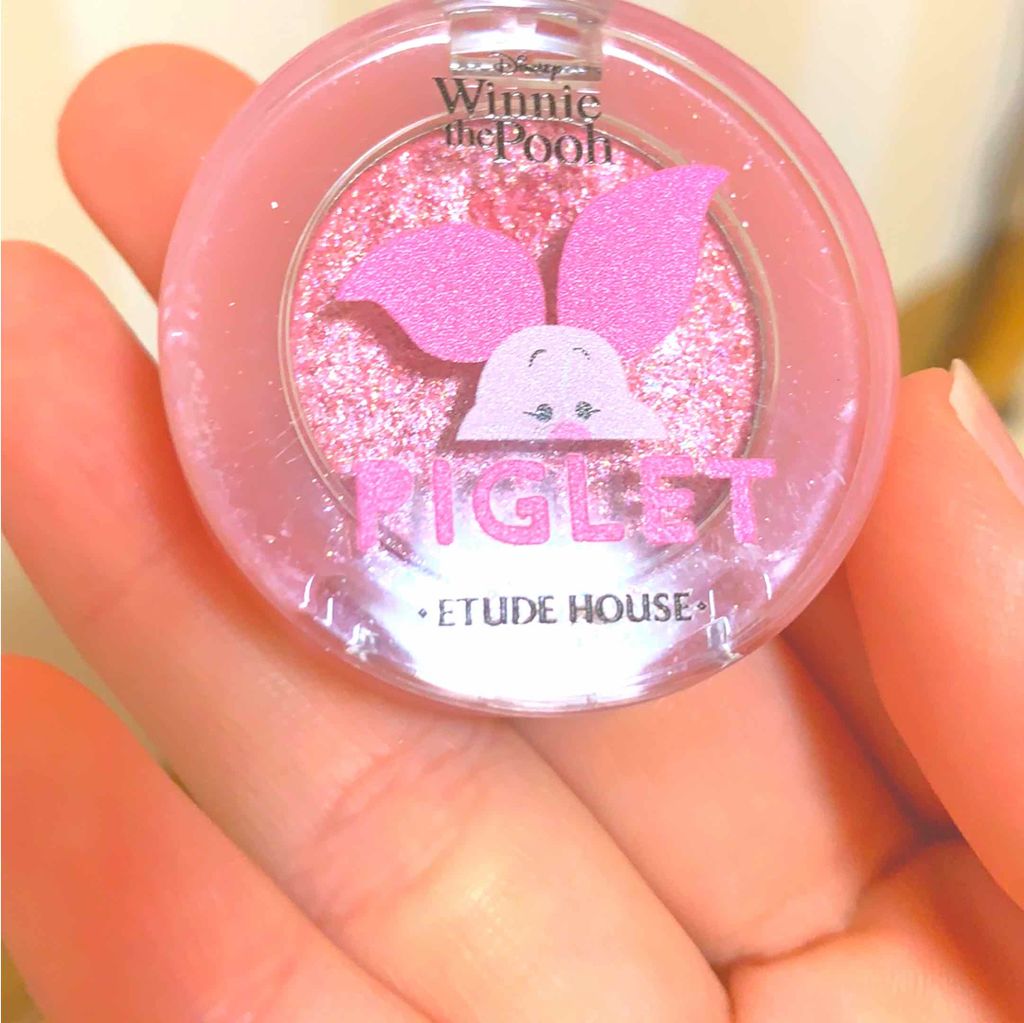 Disney
Winnie
the Pooh
PIGLET
• ETUDE HOUSE •